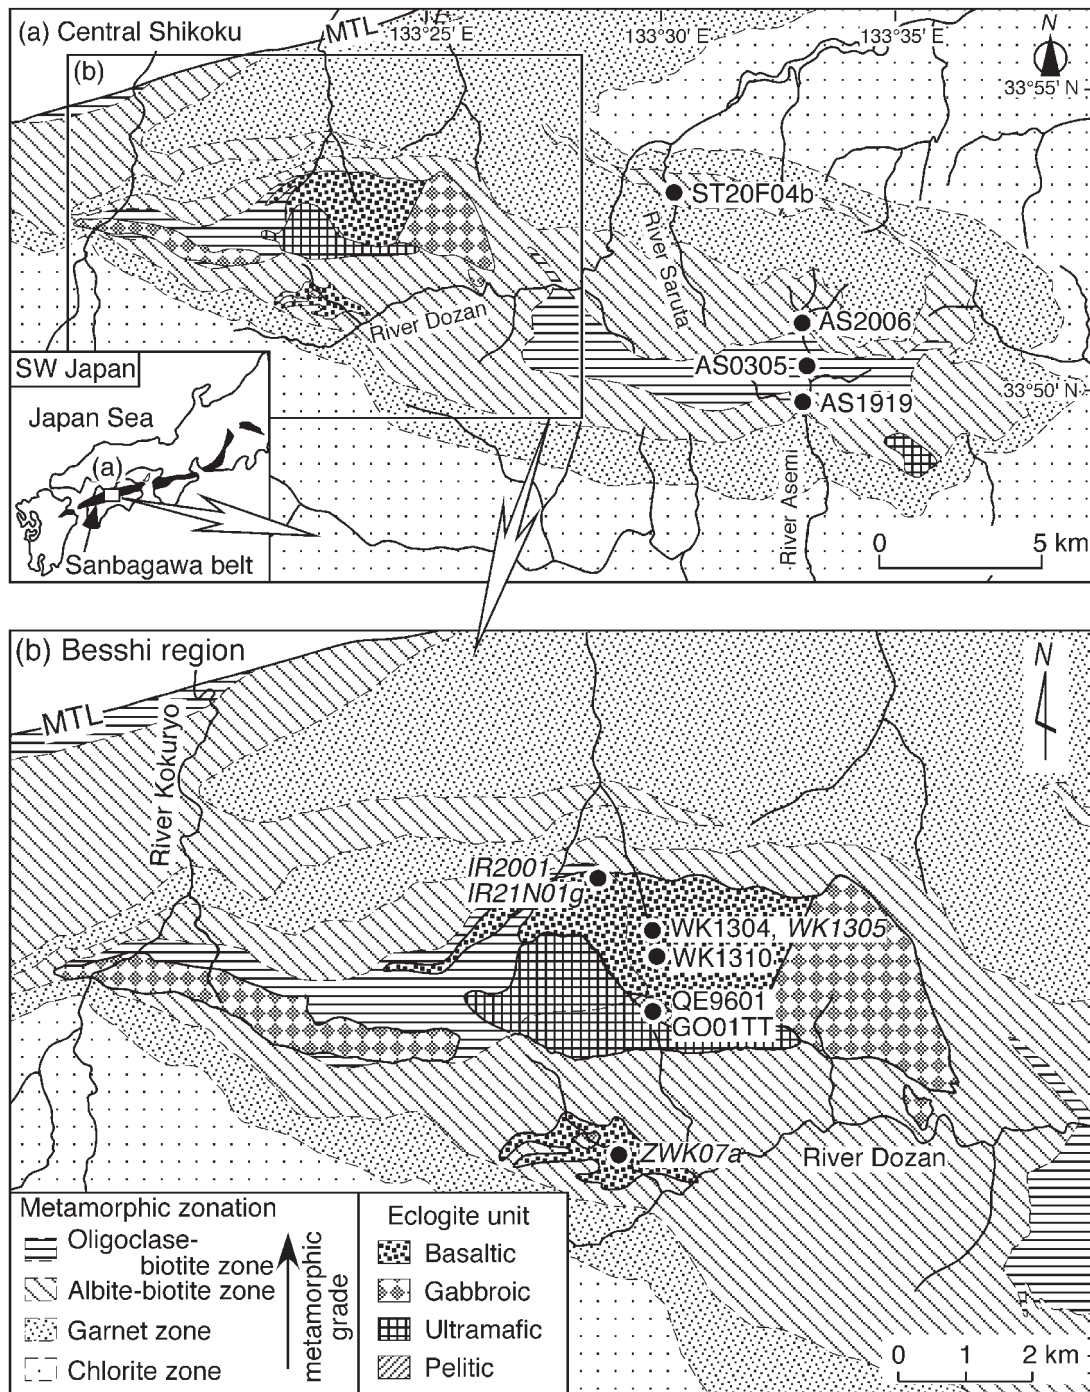 (a) Central Shikoku
MTL
133°25' E
133°30' E
133°35' E
N
33°55' N
(b)
ST20F04b
River Saruta
River Dozan
AS2006
AS0305
33°50' N
AS1919
SW Japan
Japan Sea
(a)
Sanbagawa belt
River Asemi
0 5 km
(b) Besshi region
N
MTL
River Kokuryo
IR2001
IR21N01g
WK1304, WK1305
WK1310
QE9601
GO01TT
ZWK07a
River Dozan
Metamorphic zonation
Oligoclase-
biotite zone
Albite-biotite zone
Garnet zone
Chlorite zone
metamorphic
grade
Eclogite unit
Basaltic
Gabbroic
Ultramafic
Pelitic
0 1 2 km